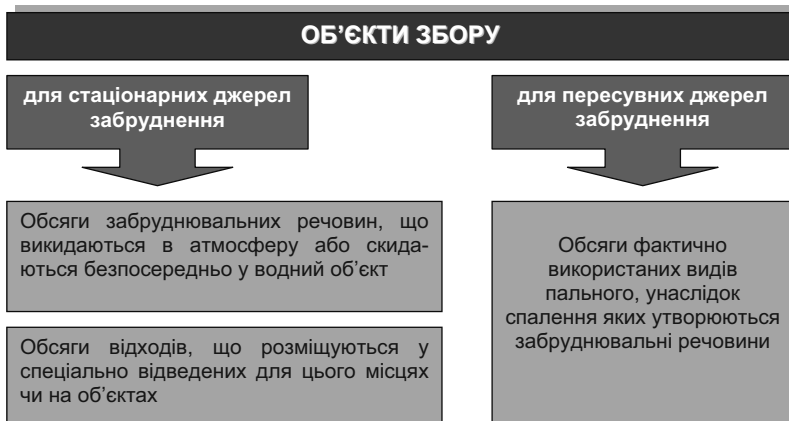 ОБ’ЄКТИ ЗБОРУ
для стаціонарних джерел
забруднення
Обсяги забруднювальних речовин, що
викидаються в атмосферу або скида-
ються безпосередньо у водний об’єкт
Обсяги відходів, що розміщуються у
спеціально відведених для цього місцях
чи на об’єктах
для пересувних джерел
забруднення
Обсяги фактично
використаних видів
пального, унаслідок
спалення яких утворюються
забруднювальні речовини